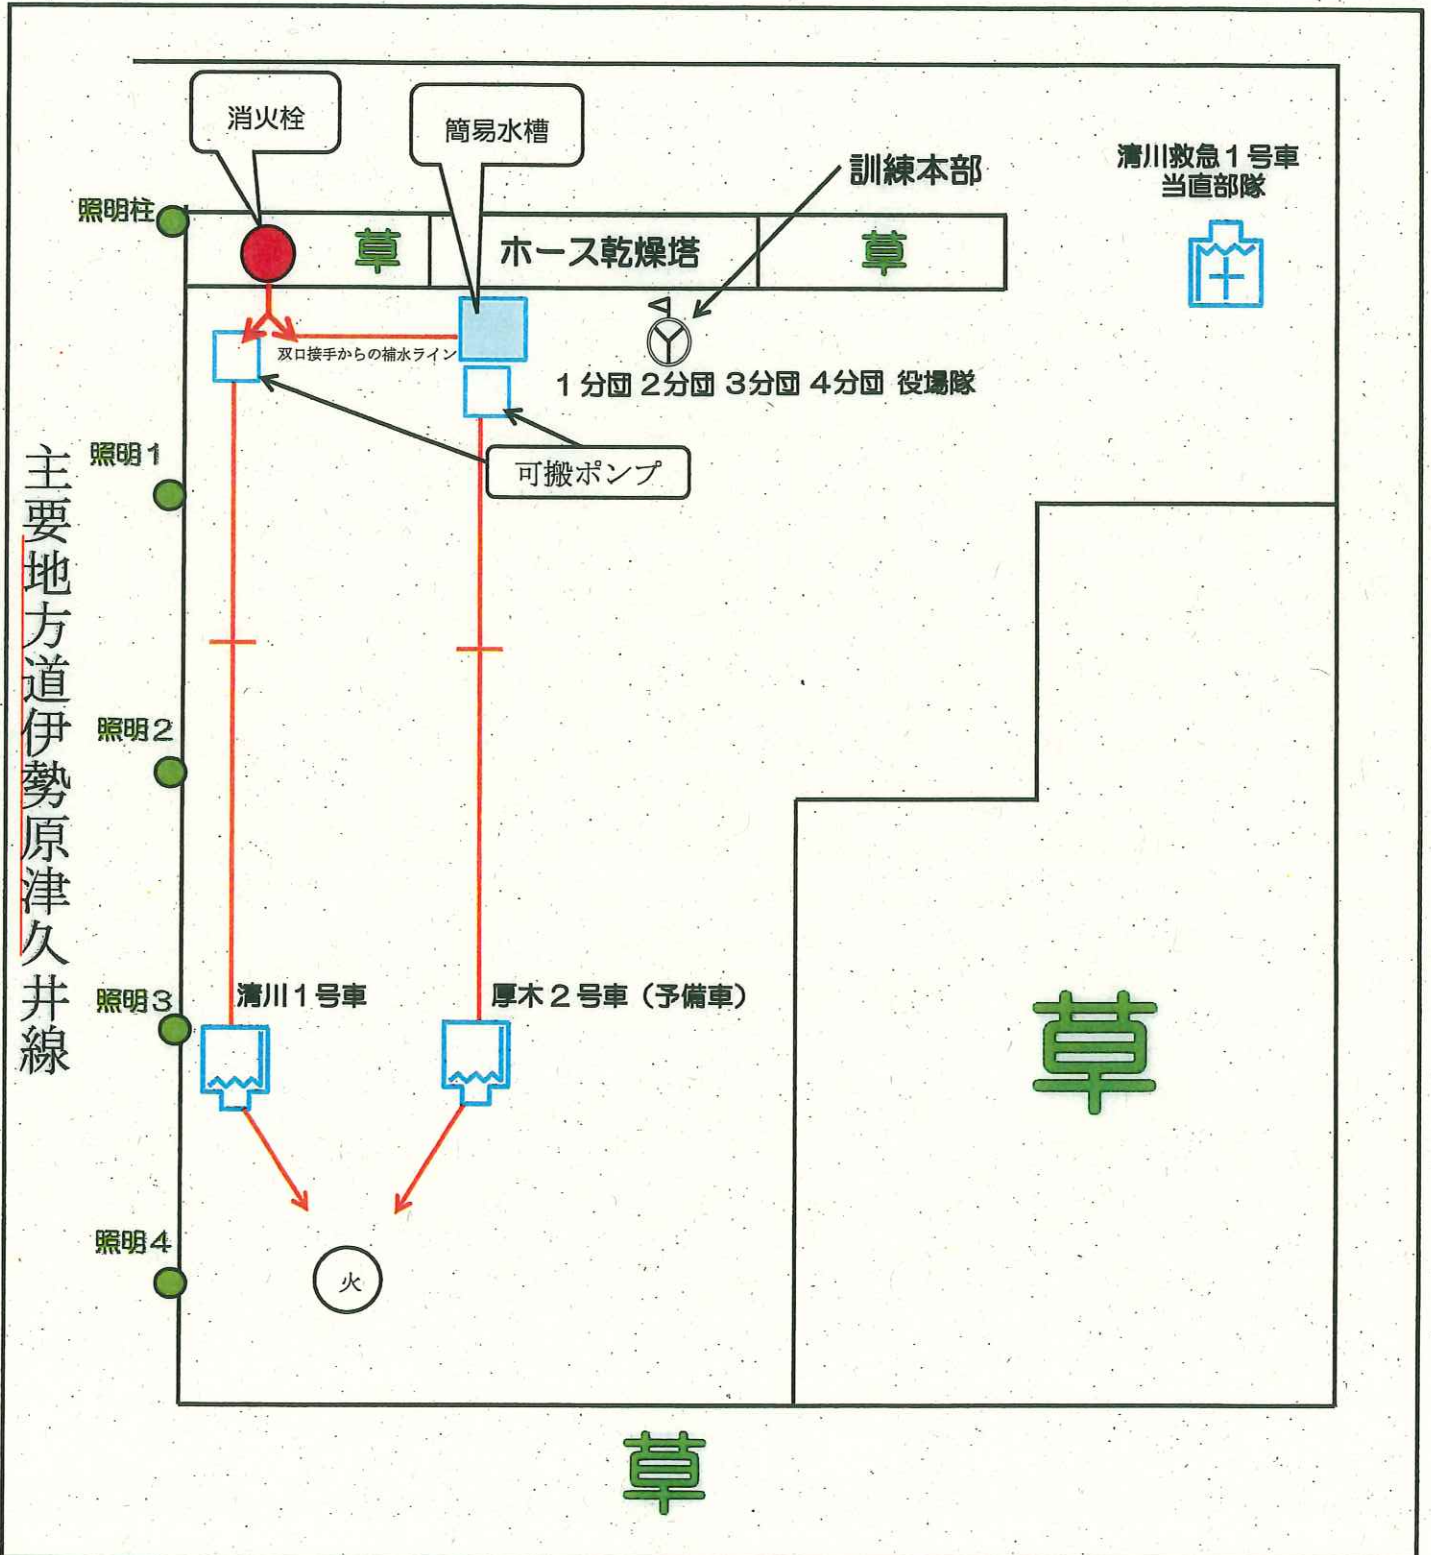 消火栓
簡易水槽
訓練本部
清川救急1号車
当直部隊
照明柱
草
ホース乾燥塔
草
双口接手からの補水ライン
1分団 2分団 3分団 4分団 役場隊
可搬ポンプ
照明1
主要地方道伊勢原津久井線
照明2
照明3
清川1号車
厚木2号車（予備車）
草
照明4
火
草